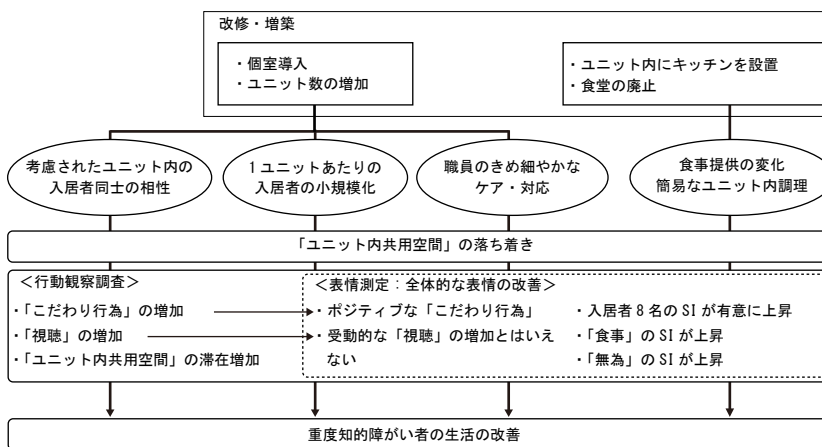 改修・増築
・個室導入
・ユニット数の増加
・ユニット内にキッチンを設置
・食堂の廃止
考慮されたユニット内の
入居者同士の相性
1ユニットあたりの
入居者の小規模化
職員のきめ細やかな
ケア・対応
食事提供の変化
簡易なユニット内調理
「ユニット内共用空間」の落ち着き
＜行動観察調査＞
・「こだわり行為」の増加
・「視聴」の増加
・「ユニット内共用空間」の滞在増加
＜表情測定：全体的な表情の改善＞
・ポジティブな「こだわり行為」
・受動的な「視聴」の増加とはいえ
ない
・入居者8名のSIが有意に上昇
・「食事」のSIが上昇
・「無為」のSIが上昇
重度知的障がい者の生活の改善